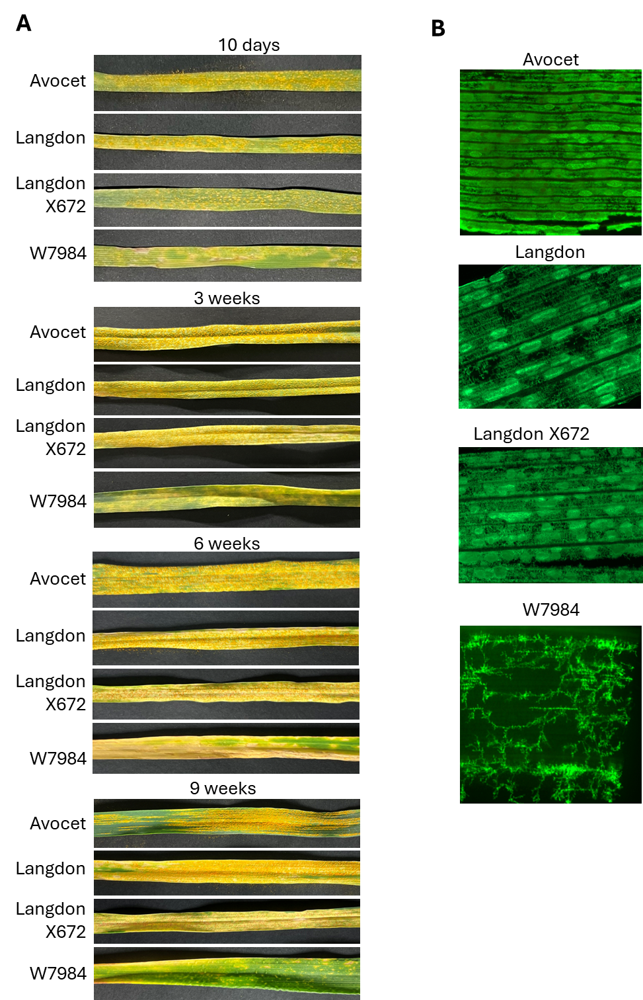 A
10 days
Avocet
Langdon
Langdon
X672
W7984
3 weeks
Avocet
Langdon
Langdon
X672
W7984
6 weeks
Avocet
Langdon
Langdon
X672
W7984
9 weeks
Avocet
Langdon
Langdon
X672
W7984
B
Avocet
Langdon
Langdon X672
W7984